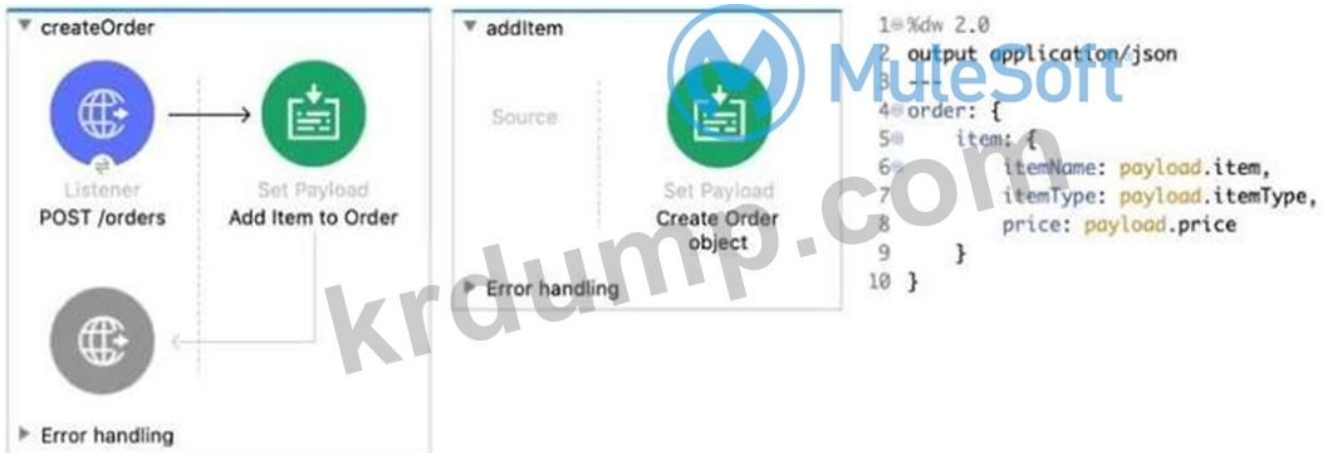 createOrder
Listener
POST /orders
Set Payload
Add Item to Order
Error handling
addItem
Source
Set Payload
Create Order
object
Error handling
1 %dw 2.0
2 output application/json
3 ---
4 order: {
5 item: {
6 itemName: payload.item,
7 itemType: payload.itemType,
8 price: payload.price
9 }
10 }
MuleSoft
krdump.com